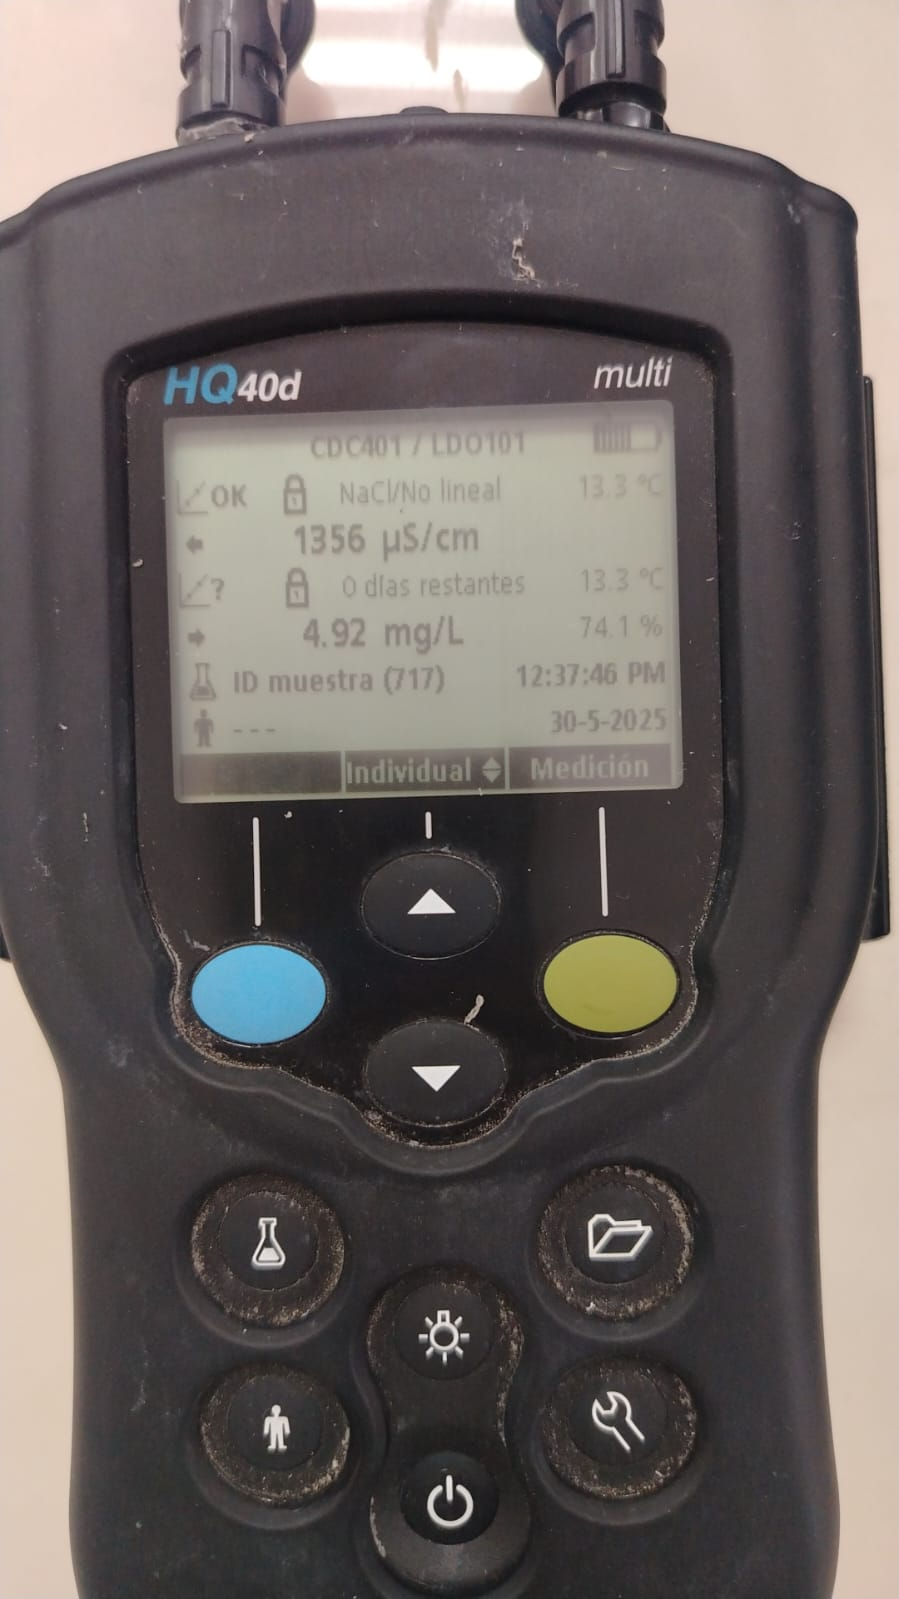 HQ40d multi
CDC401 / LDO101
OK NaCl/No lineal 13.3 °C
1356 µS/cm
? 0 días restantes 13.3 °C
4.92 mg/L 74.1 %
ID muestra (717) 12:37:46 PM
--- 30-5-2025
Individual Medición